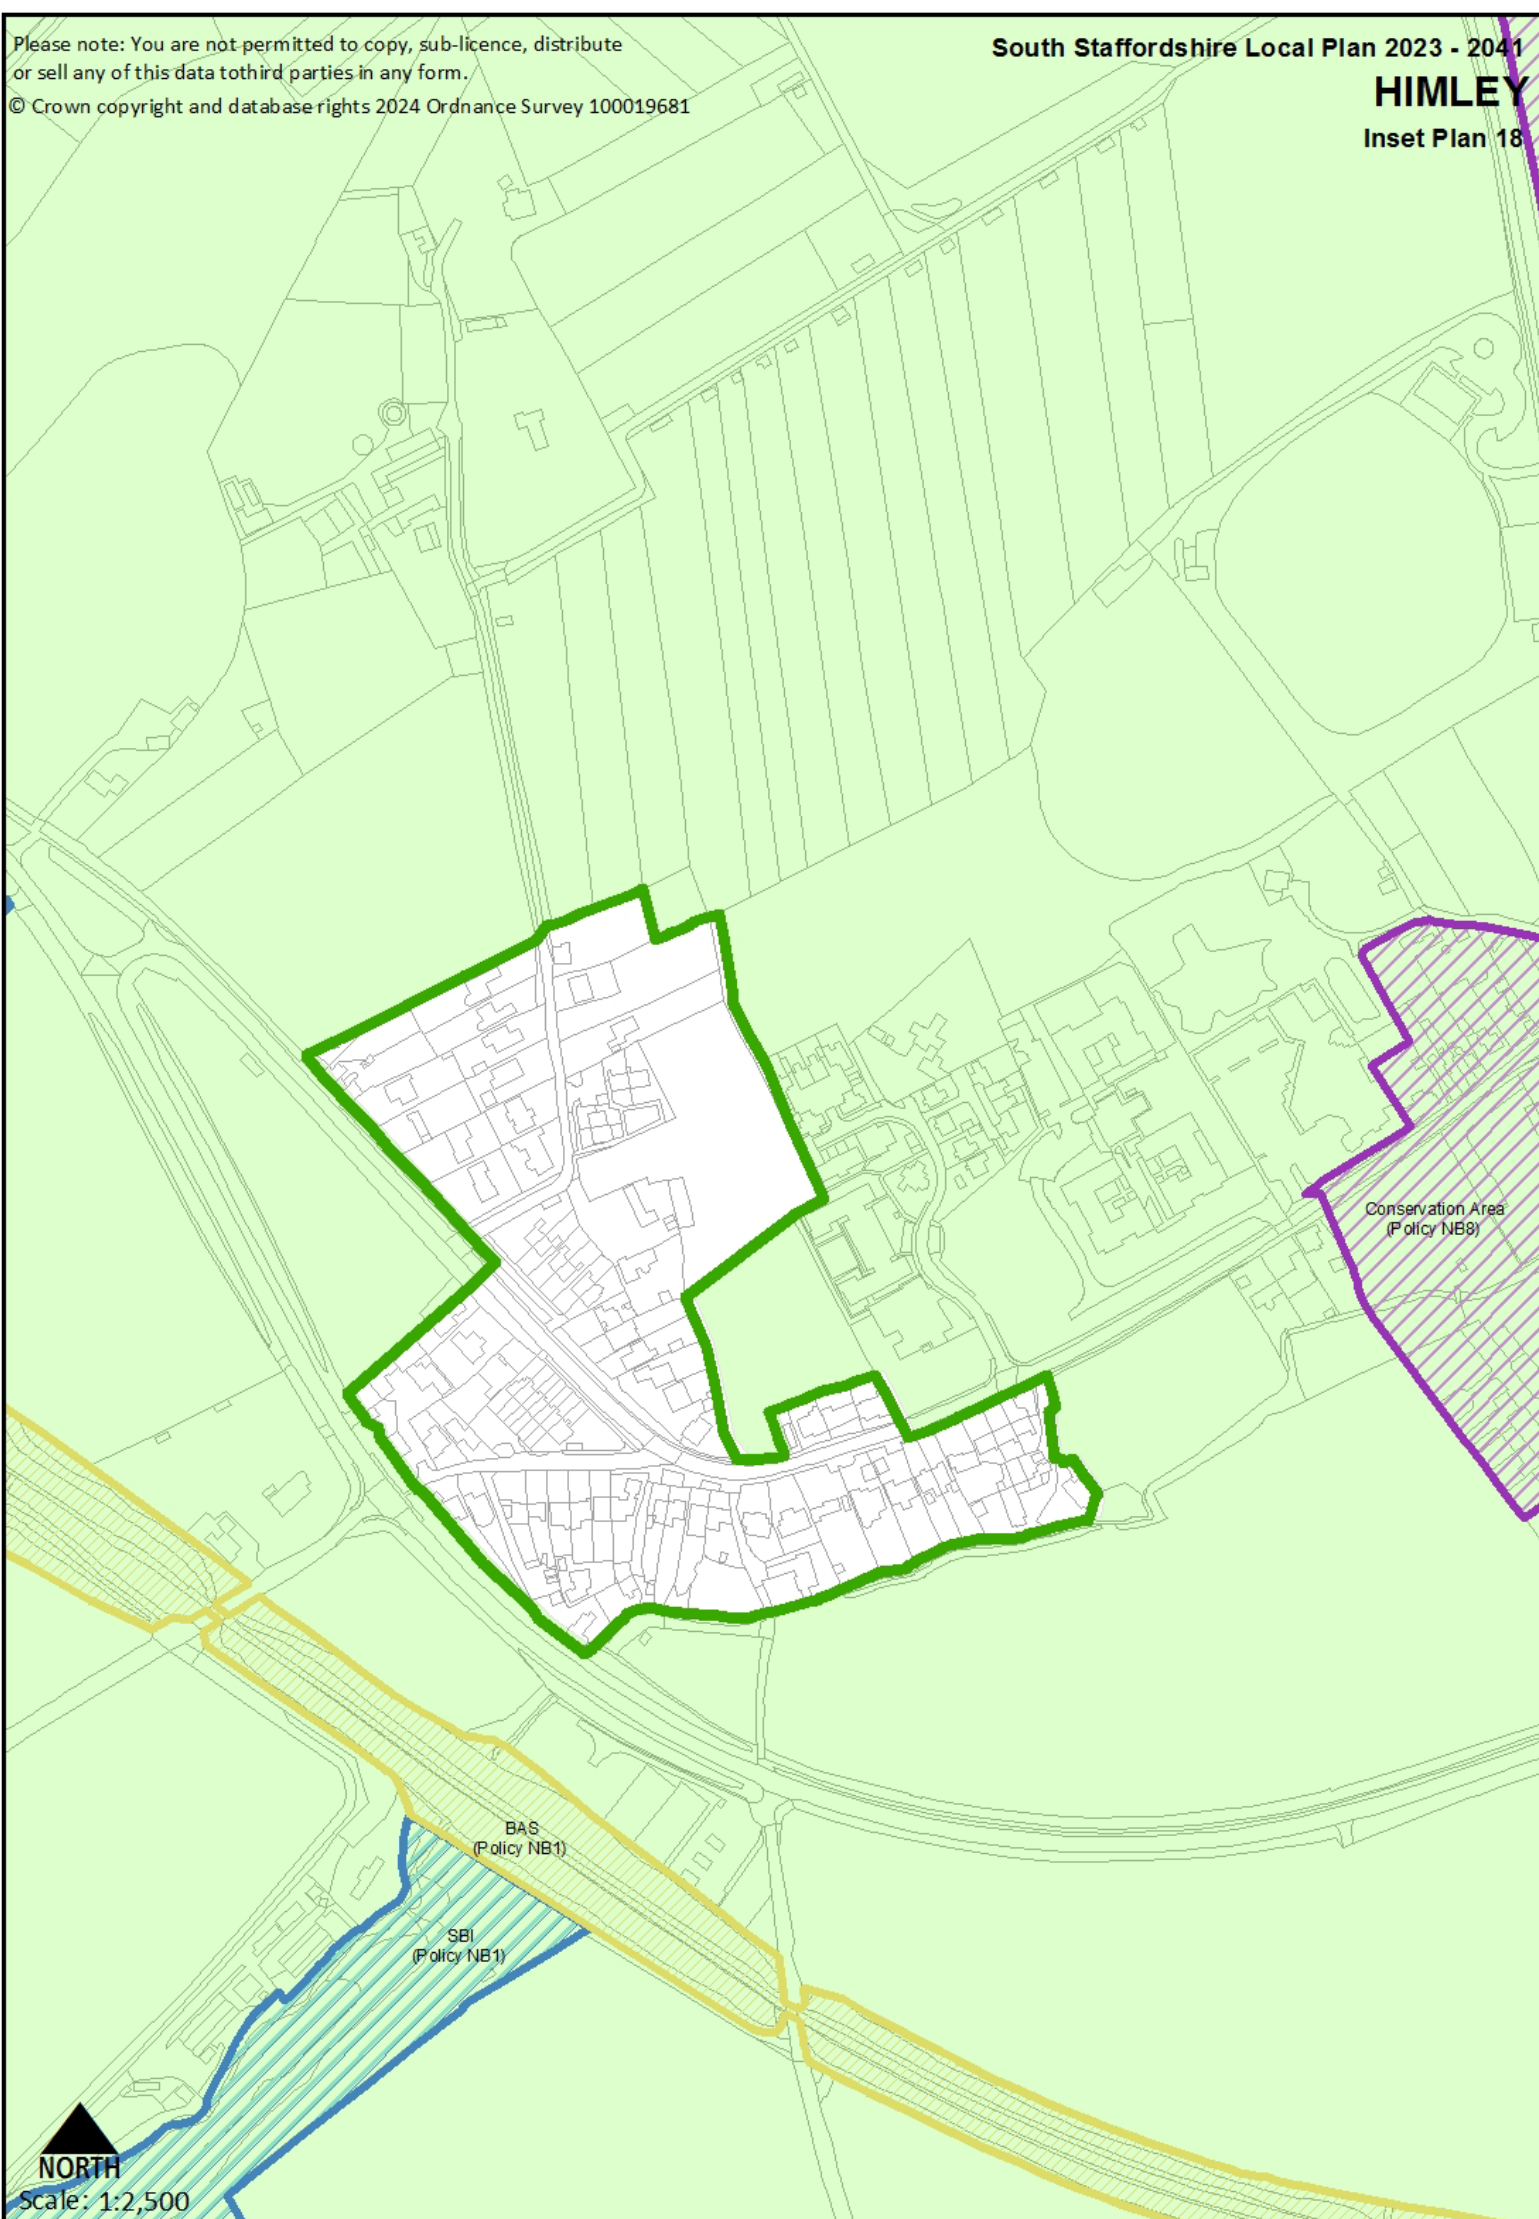 Please note: You are not permitted to copy, sub-licence, distribute
or sell any of this data tothird parties in any form.
© Crown copyright and database rights 2024 Ordnance Survey 100019681
South Staffordshire Local Plan 2023 - 2041
HIMLEY
Inset Plan 18
Conservation Area
(Policy NB8)
BAS
(Policy NB1)
SBI
(Policy NB1)
NORTH
Scale: 1:2,500